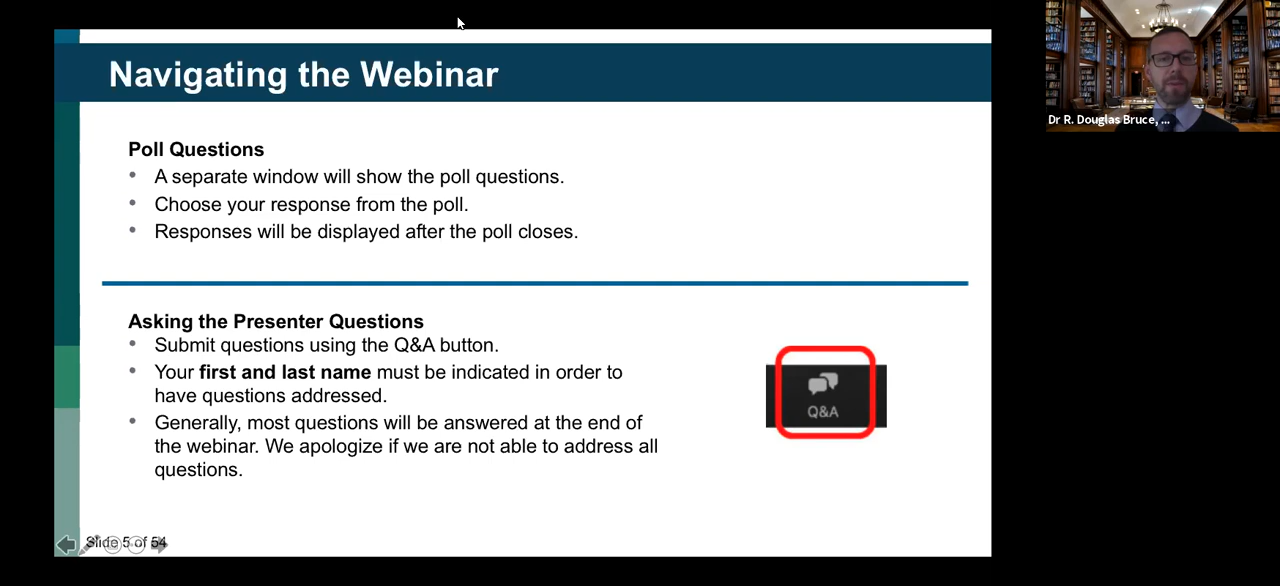 Navigating the Webinar
Dr R. Douglas Bruce, ...
Poll Questions
• A separate window will show the poll questions.
• Choose your response from the poll.
• Responses will be displayed after the poll closes.
Asking the Presenter Questions
• Submit questions using the Q&A button.
• Your first and last name must be indicated in order to
have questions addressed.
• Generally, most questions will be answered at the end of
the webinar. We apologize if we are not able to address all
questions.
Q&A
Slide 5 of 54